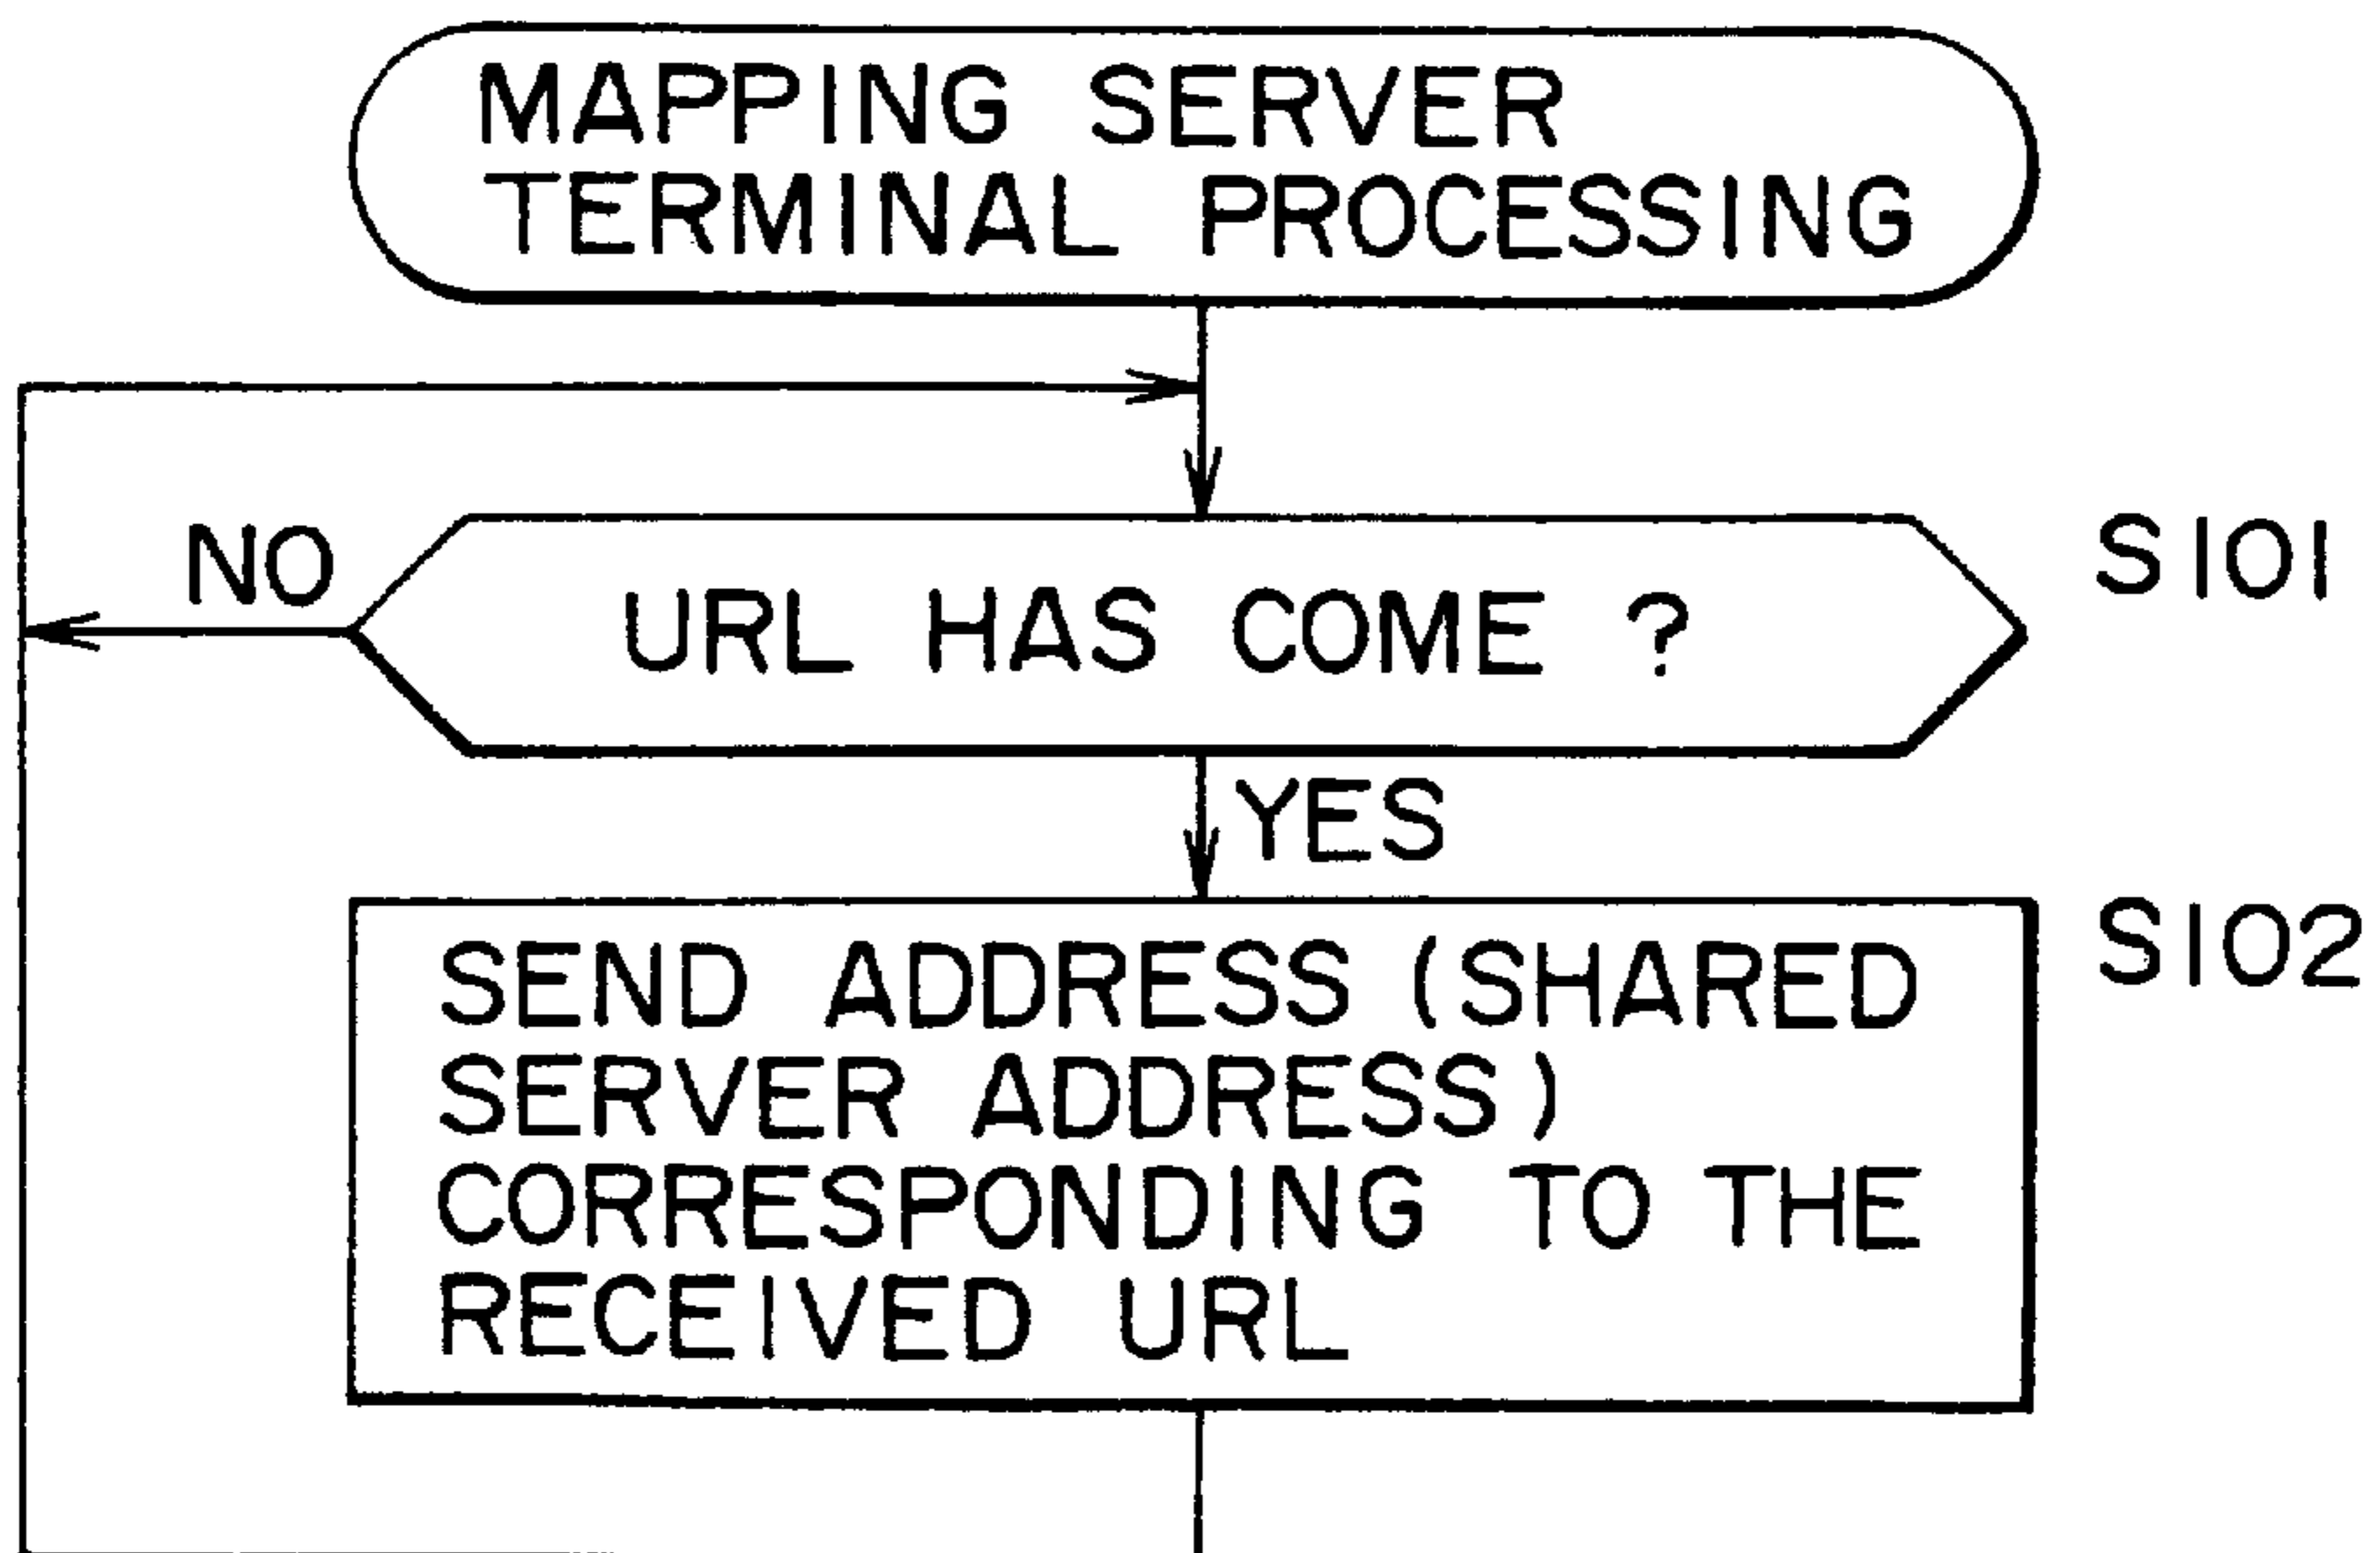 MAPPING SERVER
TERMINAL PROCESSING
NO
URL HAS COME ?
S101
YES
S102
SEND ADDRESS (SHARED
SERVER ADDRESS)
CORRESPONDING TO THE
RECEIVED URL